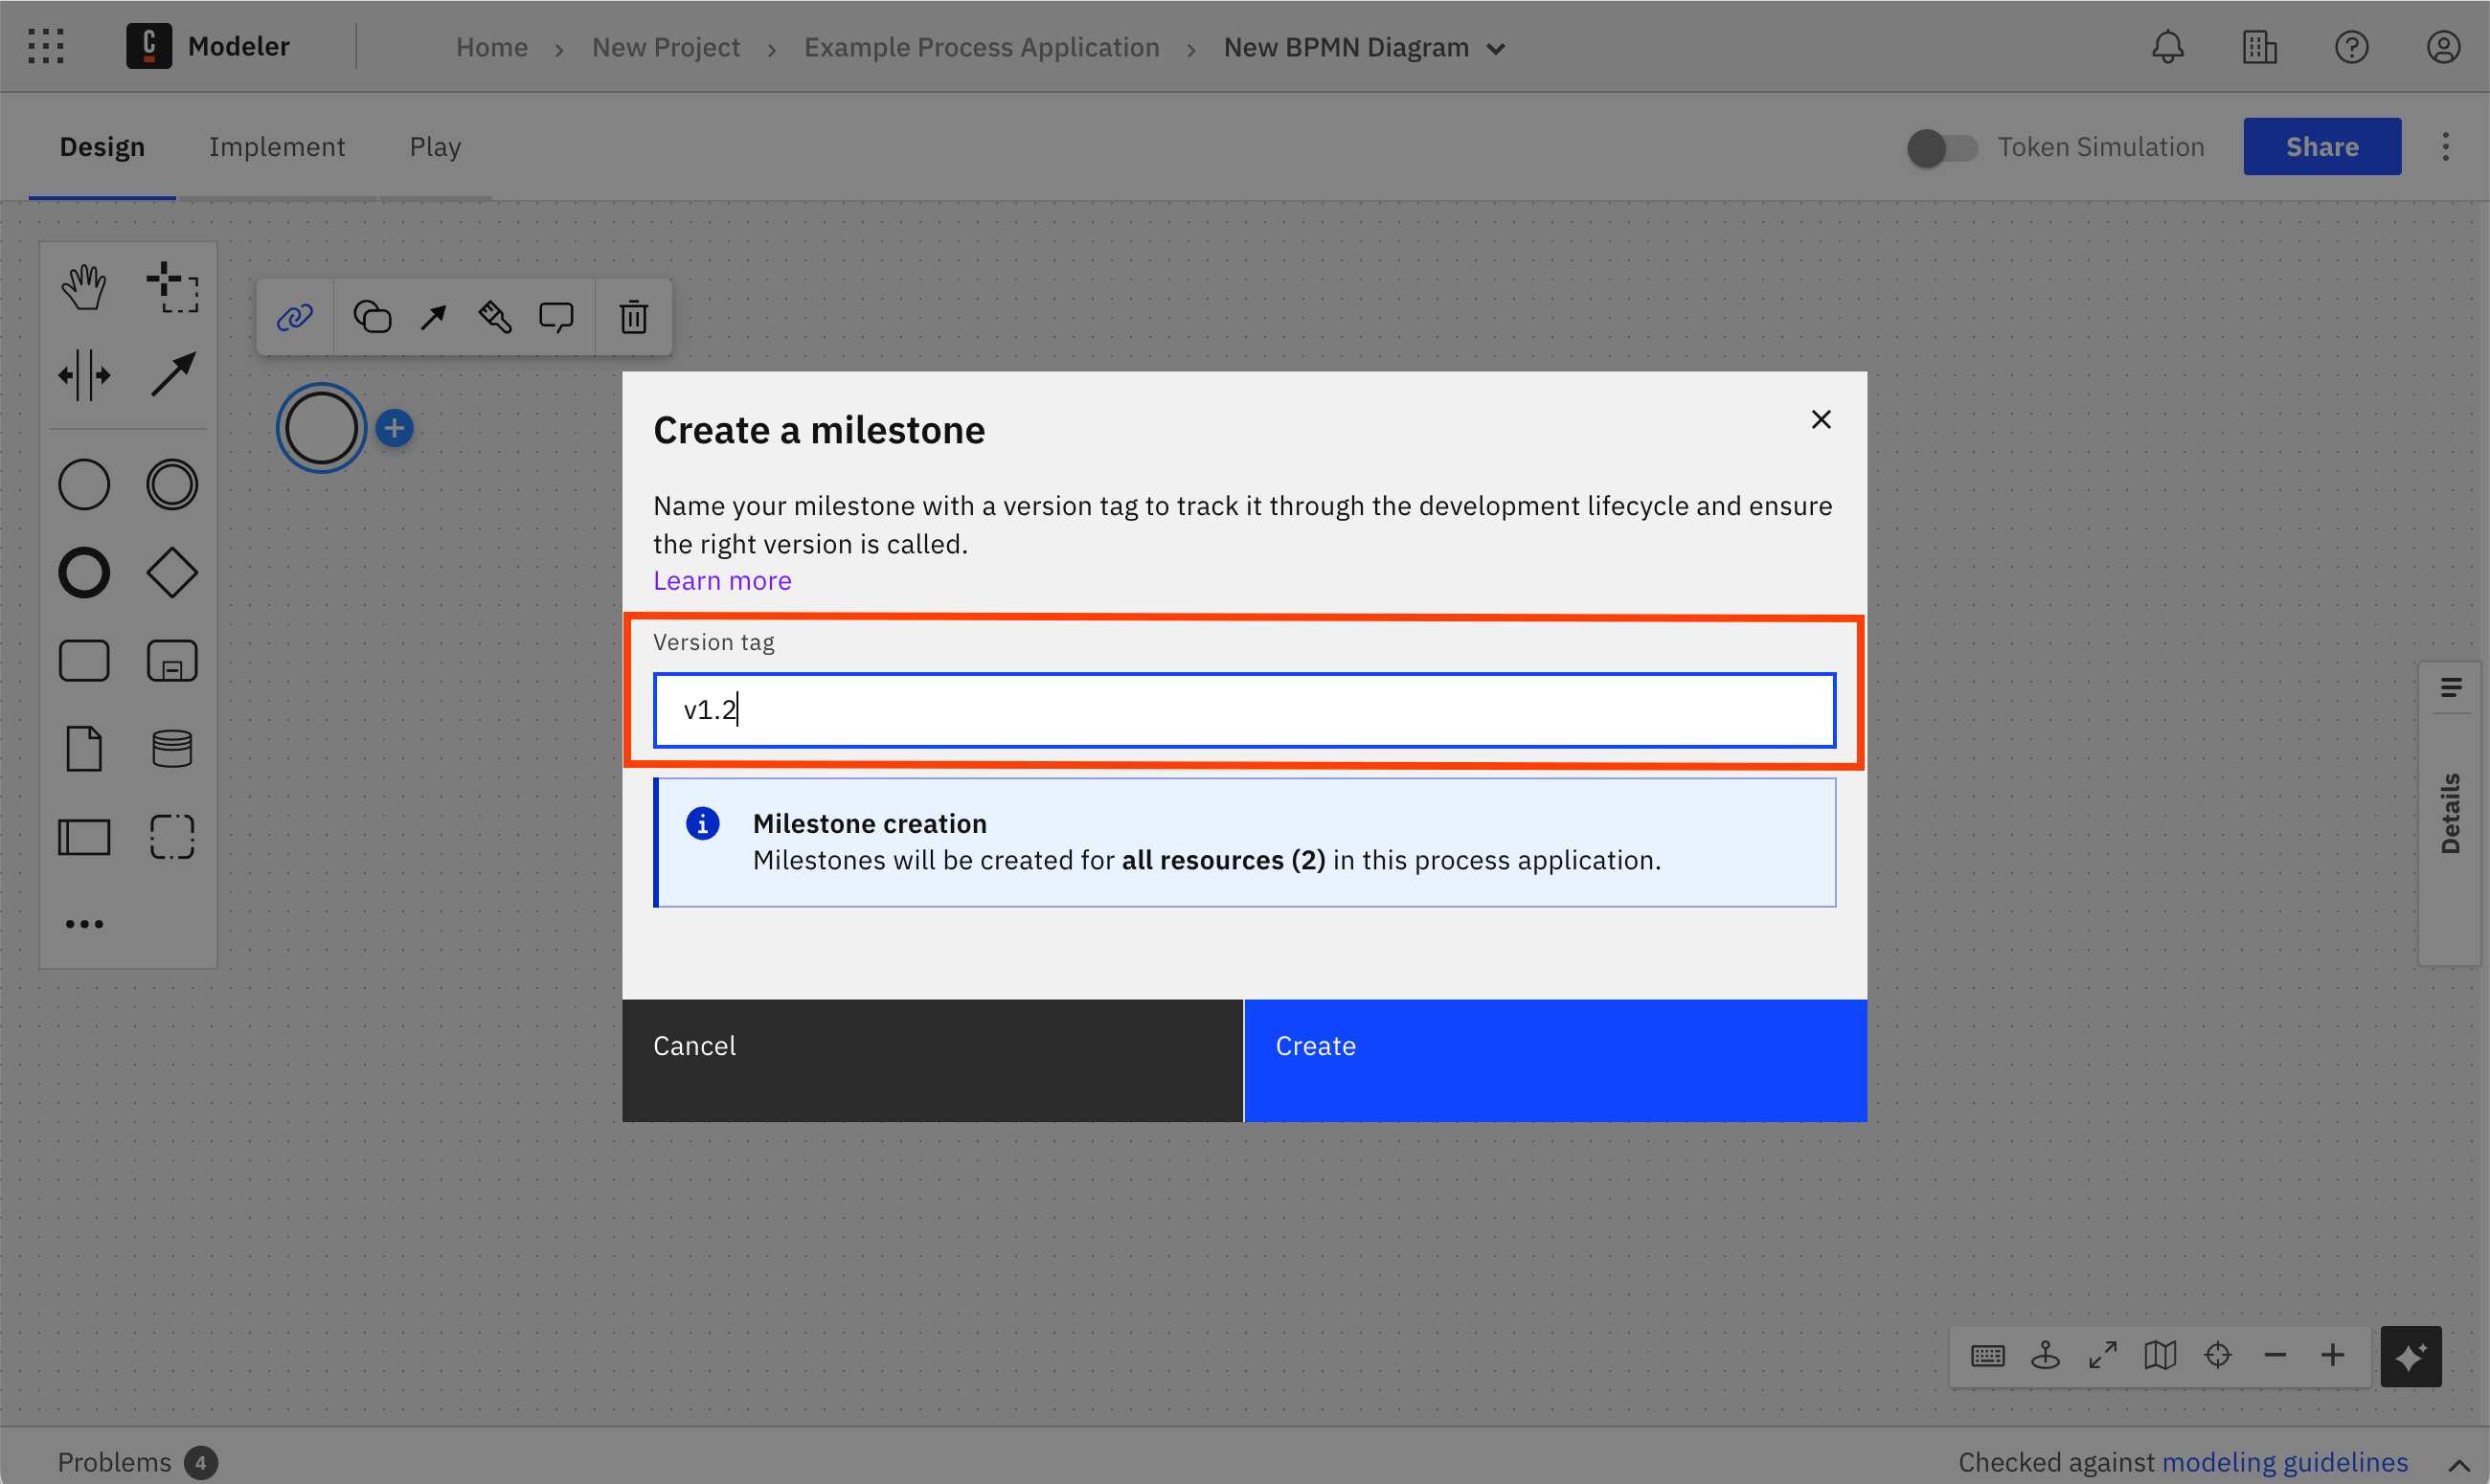 C Modeler Home New Project Example Process Application New BPMN Diagram
Design Implement Play Token Simulation Share
Create a milestone
Name your milestone with a version tag to track it through the development lifecycle and ensure
the right version is called.
Learn more
Version tag
v1.2
Milestone creation
Milestones will be created for all resources (2) in this process application.
Details
Cancel Create
Problems 4 Checked against modeling guidelines